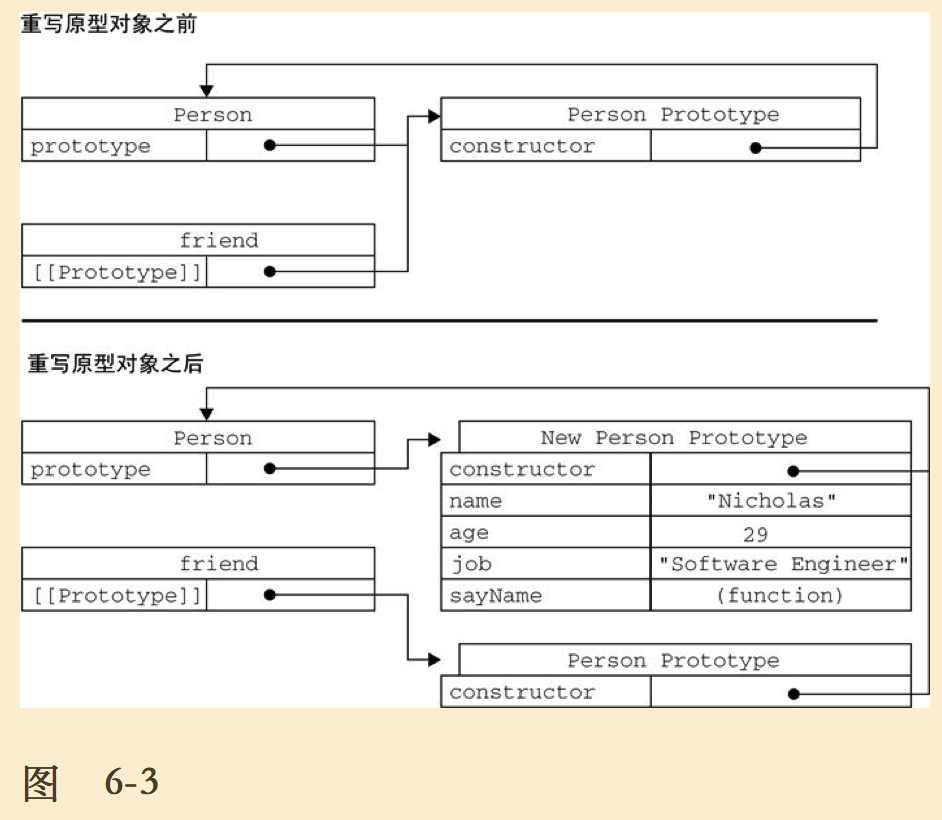 重写原型对象之前
Person
Person Prototype
prototype
constructor
friend
[[Prototype]]
重写原型对象之后
Person
New Person Prototype
prototype
constructor
name "Nicholas"
age 29
friend
job "Software Engineer"
[[Prototype]]
sayName (function)
Person Prototype
constructor
图 6-3